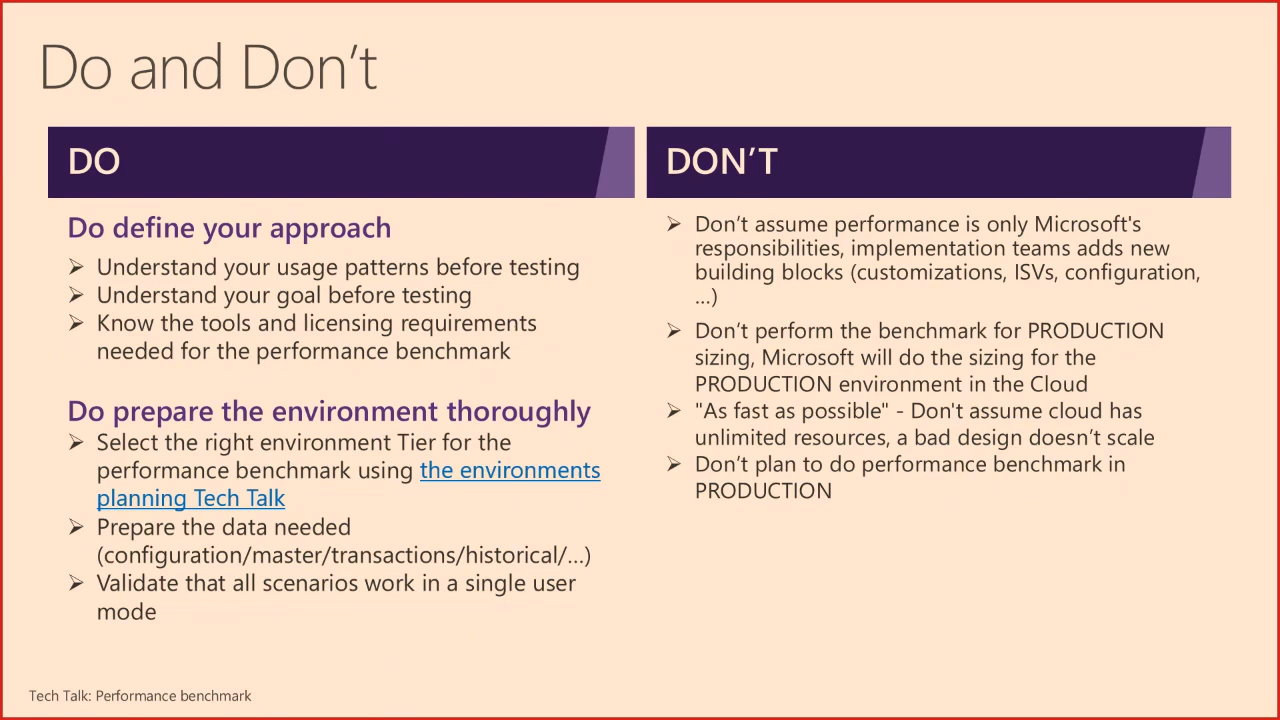 Do and Don't
DO
Do define your approach
➢ Understand your usage patterns before testing
➢ Understand your goal before testing
➢ Know the tools and licensing requirements
needed for the performance benchmark
Do prepare the environment thoroughly
➢ Select the right environment Tier for the
performance benchmark using the environments
planning Tech Talk
➢ Prepare the data needed
(configuration/master/transactions/historical/…)
➢ Validate that all scenarios work in a single user
mode
DON'T
➢ Don't assume performance is only Microsoft's
responsibilities, implementation teams adds new
building blocks (customizations, ISVs, configuration,
…)
➢ Don't perform the benchmark for PRODUCTION
sizing, Microsoft will do the sizing for the
PRODUCTION environment in the Cloud
➢ "As fast as possible" - Don't assume cloud has
unlimited resources, a bad design doesn't scale
➢ Don't plan to do performance benchmark in
PRODUCTION
Tech Talk: Performance benchmark